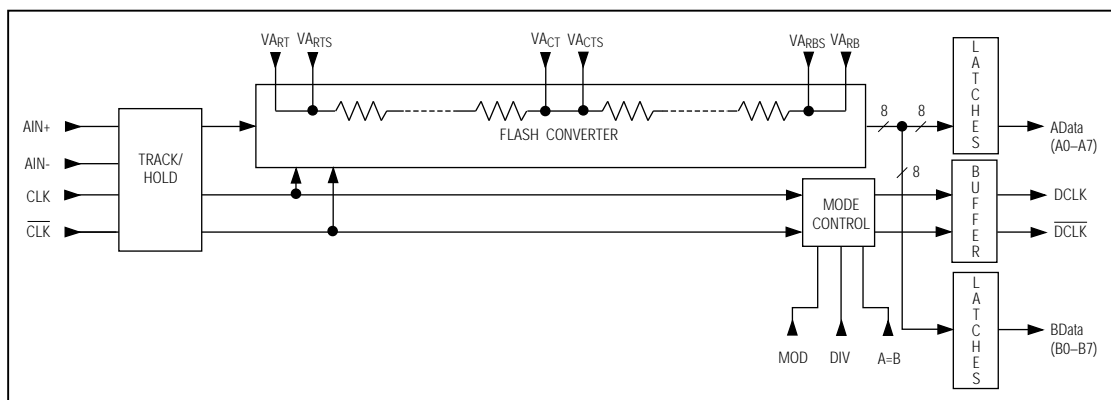 VART VARTS VACT VACTS VARBS VARB
LATCHES
AIN+
AIN-
CLK
CLK
TRACK/
HOLD
FLASH CONVERTER
8 8
8
AData
(A0–A7)
MODE
CONTROL
BUFFER
DCLK
DCLK
MOD DIV A=B
LATCHES
BData
(B0–B7)